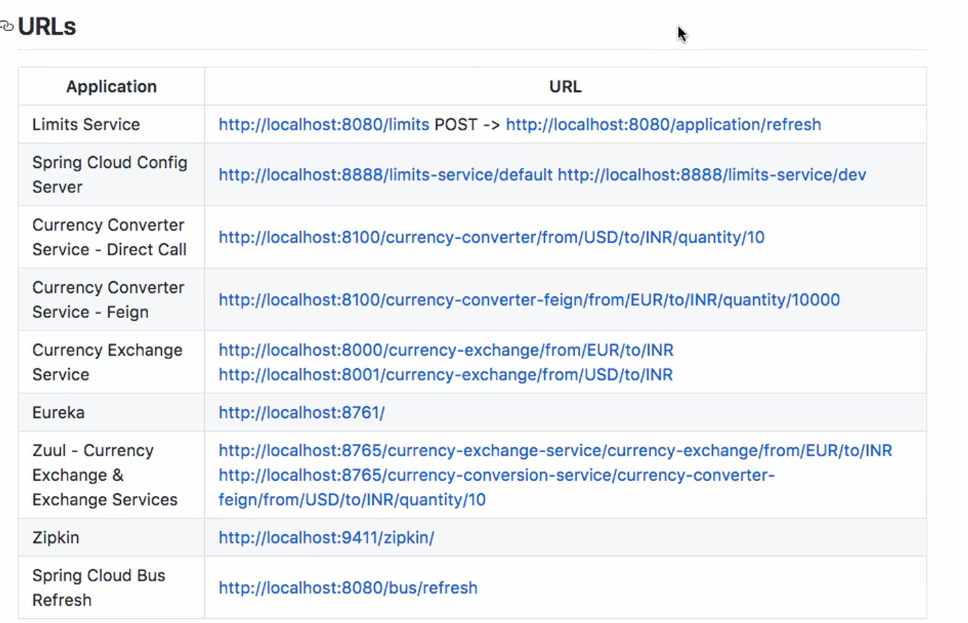 URLs
Application URL
Limits Service http://localhost:8080/limits POST -> http://localhost:8080/application/refresh
Spring Cloud Config
Server
http://localhost:8888/limits-service/default http://localhost:8888/limits-service/dev
Currency Converter
Service - Direct Call
http://localhost:8100/currency-converter/from/USD/to/INR/quantity/10
Currency Converter
Service - Feign
http://localhost:8100/currency-converter-feign/from/EUR/to/INR/quantity/10000
Currency Exchange
Service
http://localhost:8000/currency-exchange/from/EUR/to/INR
http://localhost:8001/currency-exchange/from/USD/to/INR
Eureka http://localhost:8761/
Zuul - Currency
Exchange &
Exchange Services
http://localhost:8765/currency-exchange-service/currency-exchange/from/EUR/to/INR
http://localhost:8765/currency-conversion-service/currency-converter-
feign/from/USD/to/INR/quantity/10
Zipkin http://localhost:9411/zipkin/
Spring Cloud Bus
Refresh
http://localhost:8080/bus/refresh